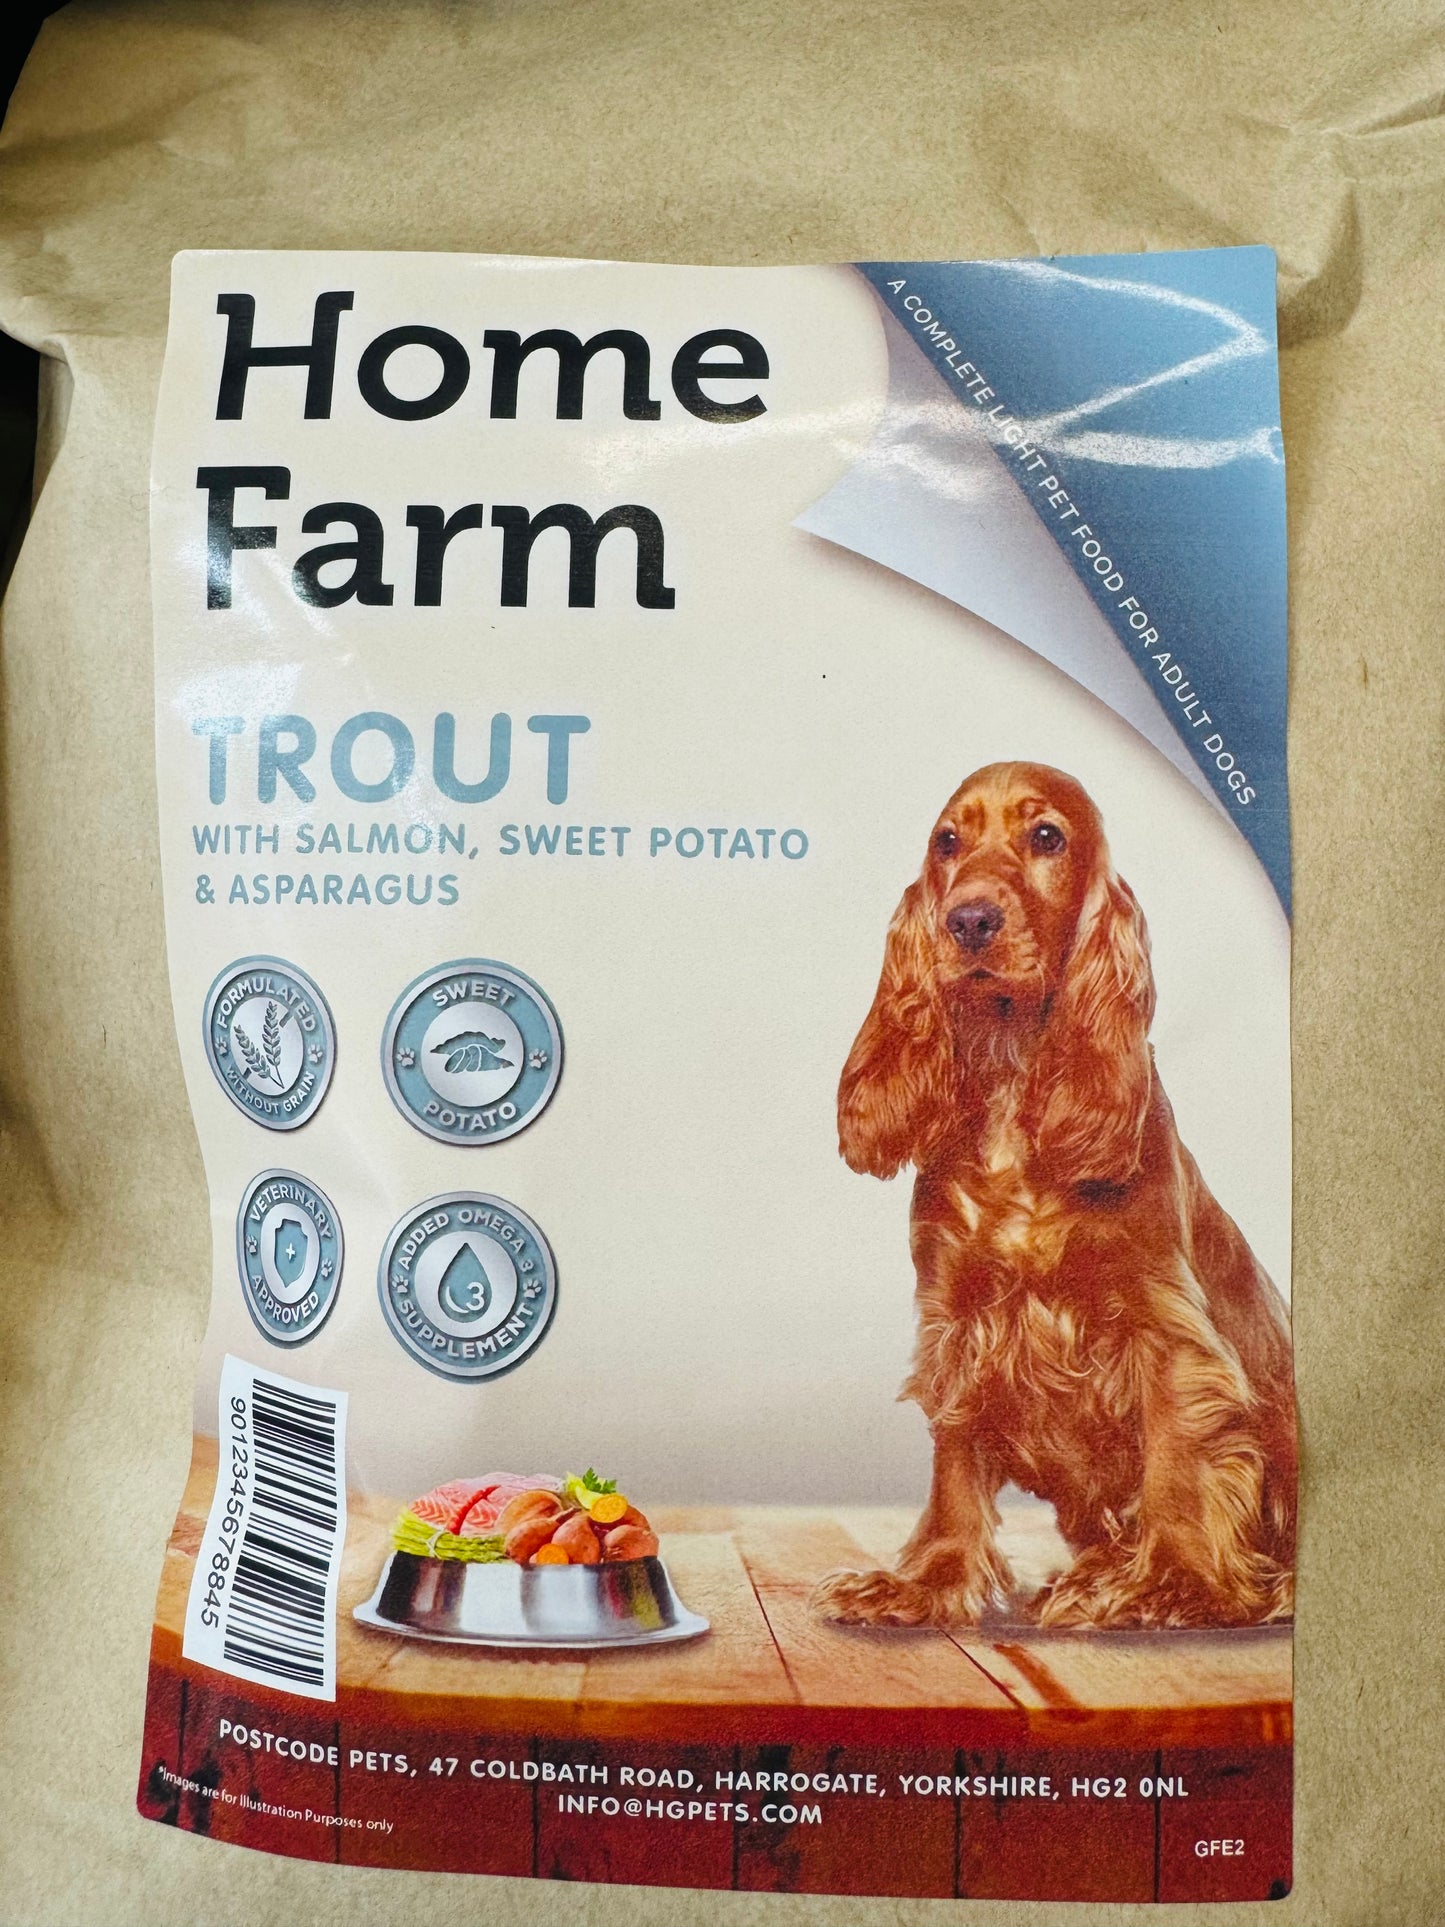 Home
Farm
A COMPLETE LIGHT PET FOOD FOR ADULT DOGS
TROUT
WITH SALMON, SWEET POTATO
& ASPARAGUS
FORMULATED
WITHOUT GRAIN
SWEET
POTATO
VETERINARY
APPROVED
ADDED OMEGA 3
3
SUPPLEMENT
9012345678845
POSTCODE PETS, 47 COLDBATH ROAD, HARROGATE, YORKSHIRE, HG2 0NL
INFO@HGPETS.COM
*Images are for Illustration Purposes only
GFE2